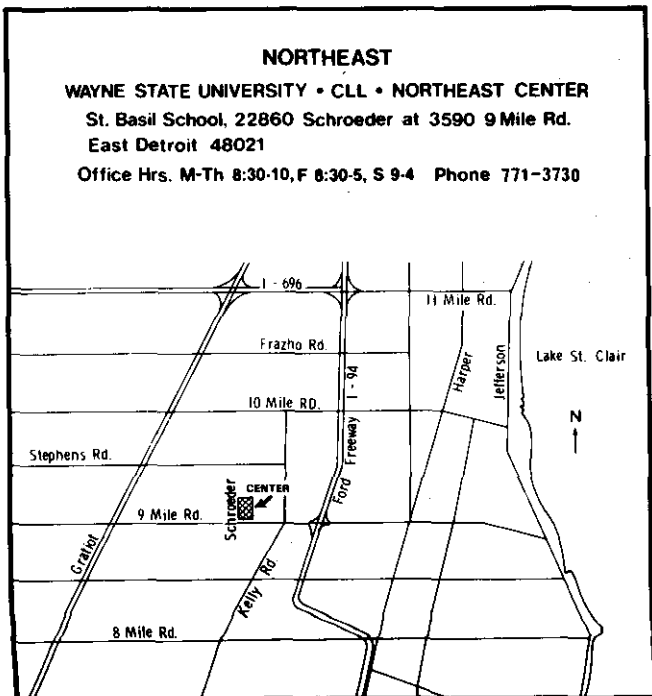 NORTHEAST
WAYNE STATE UNIVERSITY • CLL • NORTHEAST CENTER
St. Basil School, 22860 Schroeder at 3590 9 Mile Rd.
East Detroit 48021
Office Hrs. M-Th 8:30-10, F 8:30-5, S 9-4 Phone 771-3730
I - 696
11 Mile Rd.
Frazho Rd.
Harper
Jefferson
Lake St. Clair
I - 94
10 Mile RD.
N
Freeway
Stephens Rd.
Ford
CENTER
Schroeder
9 Mile Rd.
Gratiot
Kelly Rd.
8 Mile Rd.